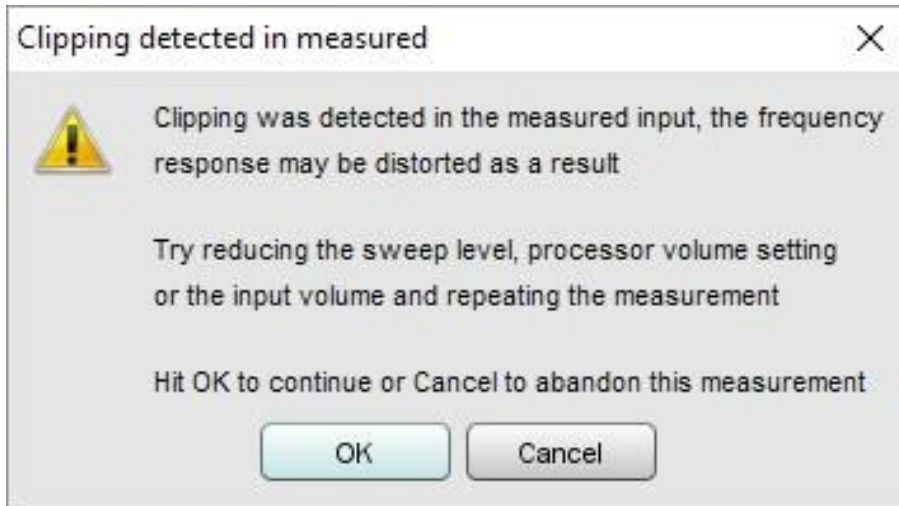 Clipping detected in measured
Clipping was detected in the measured input, the frequency
response may be distorted as a result
Try reducing the sweep level, processor volume setting
or the input volume and repeating the measurement
Hit OK to continue or Cancel to abandon this measurement
OK Cancel